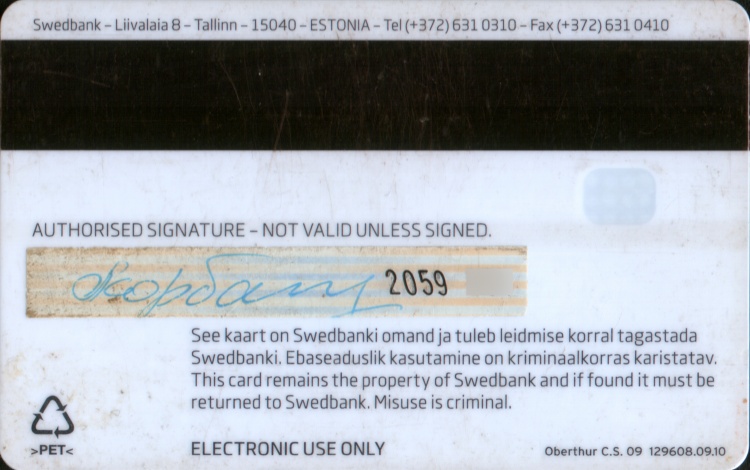 Swedbank – Liivalaia 8 – Tallinn – 15040 – ESTONIA – Tel (+372) 631 0310 – Fax (+372) 631 0410
AUTHORISED SIGNATURE – NOT VALID UNLESS SIGNED.
2059
See kaart on Swedbanki omand ja tuleb leidmise korral tagastada
Swedbanki. Ebaseaduslik kasutamine on kriminaalkorras karistatav.
This card remains the property of Swedbank and if found it must be
returned to Swedbank. Misuse is criminal.
>PET<
ELECTRONIC USE ONLY
Oberthur C.S. 09 129608.09.10